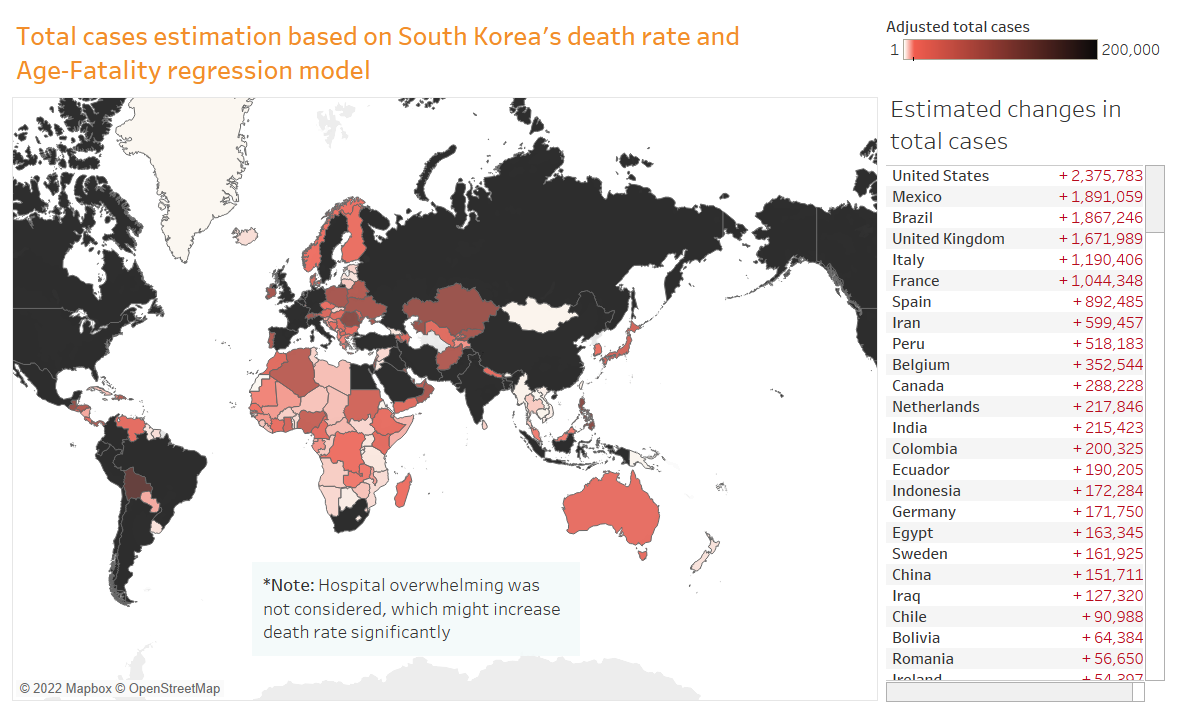 Total cases estimation based on South Korea's death rate and
Age-Fatality regression model
Adjusted total cases
1 200,000
Estimated changes in
total cases
United States +2,375,783
Mexico +1,891,059
Brazil +1,867,246
United Kingdom +1,671,989
Italy +1,190,406
France +1,044,348
Spain +892,485
Iran +599,457
Peru +518,183
Belgium +352,544
Canada +288,228
Netherlands +217,846
India +215,423
Colombia +200,325
Ecuador +190,205
Indonesia +172,284
Germany +171,750
Egypt +163,345
Sweden +161,925
China +151,711
Iraq +127,320
Chile +90,988
Bolivia +64,384
Romania +56,650
Ireland +54,397
*Note: Hospital overwhelming was
not considered, which might increase
death rate significantly
© 2022 Mapbox © OpenStreetMap